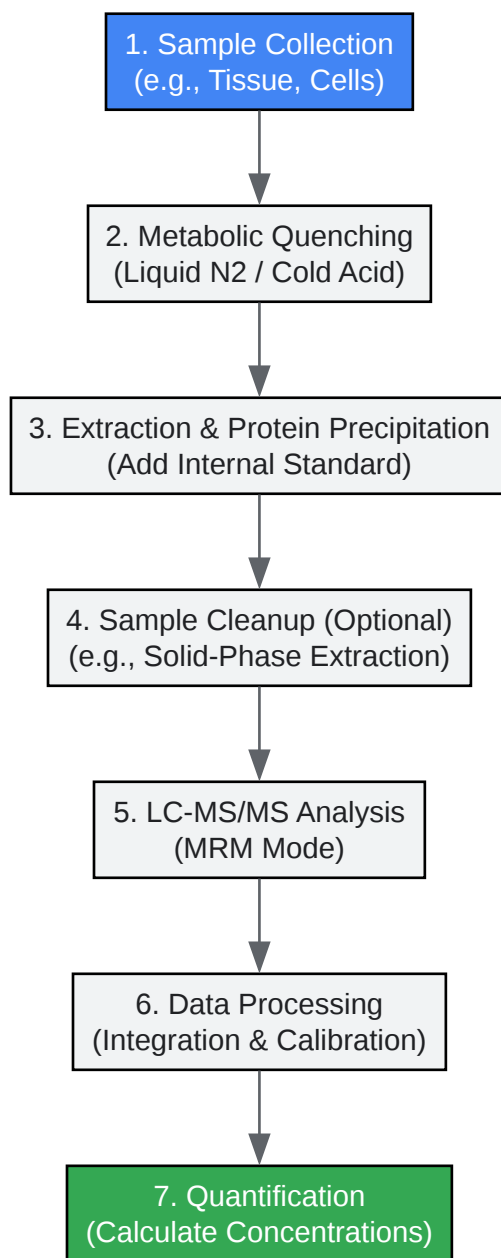 1. Sample Collection
(e.g., Tissue, Cells)
2. Metabolic Quenching
(Liquid N2 / Cold Acid)
3. Extraction & Protein Precipitation
(Add Internal Standard)
4. Sample Cleanup (Optional)
(e.g., Solid-Phase Extraction)
5. LC-MS/MS Analysis
(MRM Mode)
6. Data Processing
(Integration & Calibration)
7. Quantification
(Calculate Concentrations)